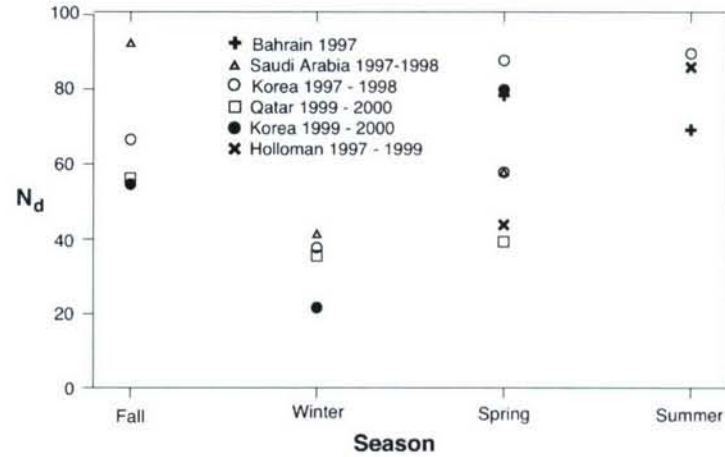 100
80
60
40
20
0
N_d
Bahrain 1997
Saudi Arabia 1997-1998
Korea 1997 - 1998
Qatar 1999 - 2000
Korea 1999 - 2000
Holloman 1997 - 1999
Fall
Winter
Spring
Summer
Season